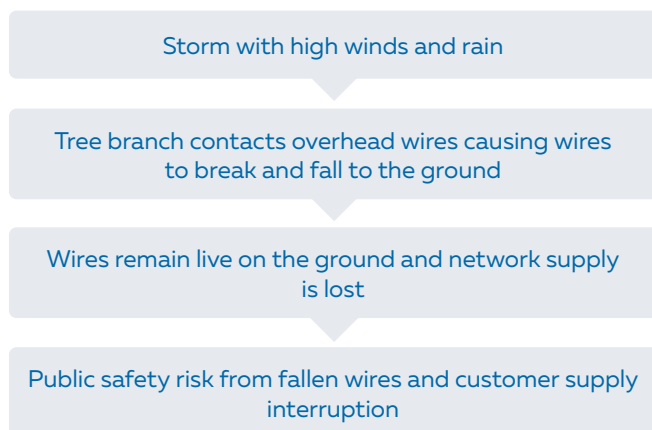 Storm with high winds and rain
Tree branch contacts overhead wires causing wires
to break and fall to the ground
Wires remain live on the ground and network supply
is lost
Public safety risk from fallen wires and customer supply
interruption